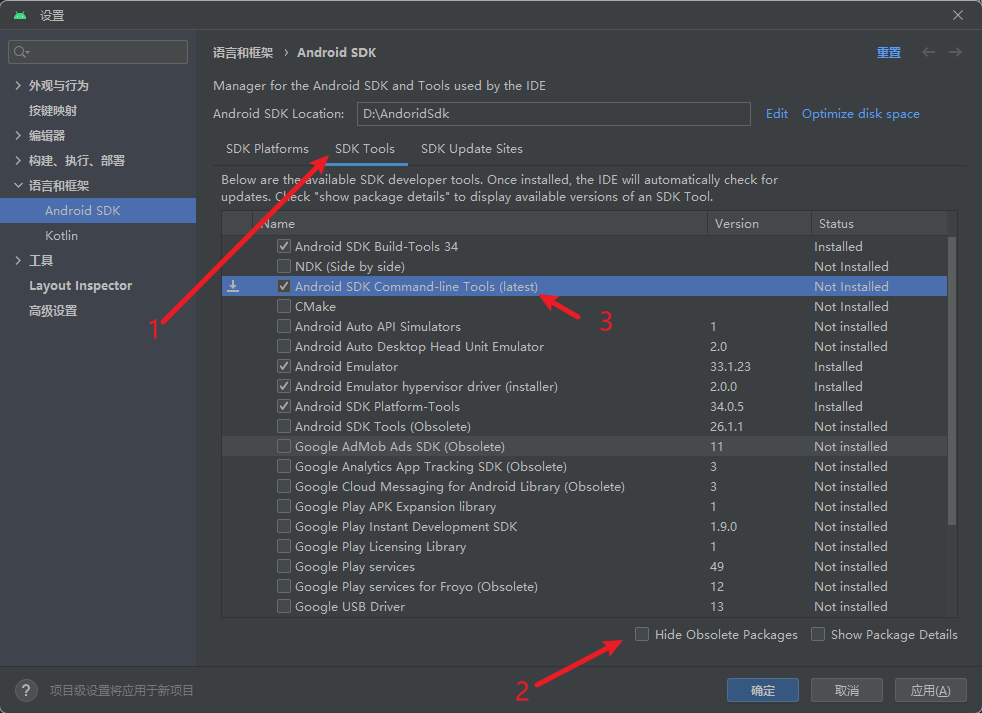 设置
语言和框架 › Android SDK 重置
外观与行为
按键映射
编辑器
构建、执行、部署
语言和框架
Android SDK
Kotlin
工具
Layout Inspector
高级设置
Manager for the Android SDK and Tools used by the IDE
Android SDK Location: D:\AndoridSdk Edit Optimize disk space
SDK Platforms SDK Tools SDK Update Sites
Below are the available SDK developer tools. Once installed, the IDE will automatically check for
updates. Check "show package details" to display available versions of an SDK Tool.
Name Version Status
Android SDK Build-Tools 34 Installed
NDK (Side by side) Not Installed
Android SDK Command-line Tools (latest) Not Installed
CMake Not Installed
Android Auto API Simulators 1 Not installed
Android Auto Desktop Head Unit Emulator 2.0 Not installed
Android Emulator 33.1.23 Installed
Android Emulator hypervisor driver (installer) 2.0.0 Installed
Android SDK Platform-Tools 34.0.5 Installed
Android SDK Tools (Obsolete) 26.1.1 Not installed
Google AdMob Ads SDK (Obsolete) 11 Not installed
Google Analytics App Tracking SDK (Obsolete) 3 Not installed
Google Cloud Messaging for Android Library (Obsolete) 3 Not installed
Google Play APK Expansion library 1 Not installed
Google Play Instant Development SDK 1.9.0 Not installed
Google Play Licensing Library 1 Not installed
Google Play services 49 Not installed
Google Play services for Froyo (Obsolete) 12 Not installed
Google USB Driver 13 Not installed
1
3
Hide Obsolete Packages Show Package Details
2
? 项目级设置将应用于新项目
确定 取消 应用(A)